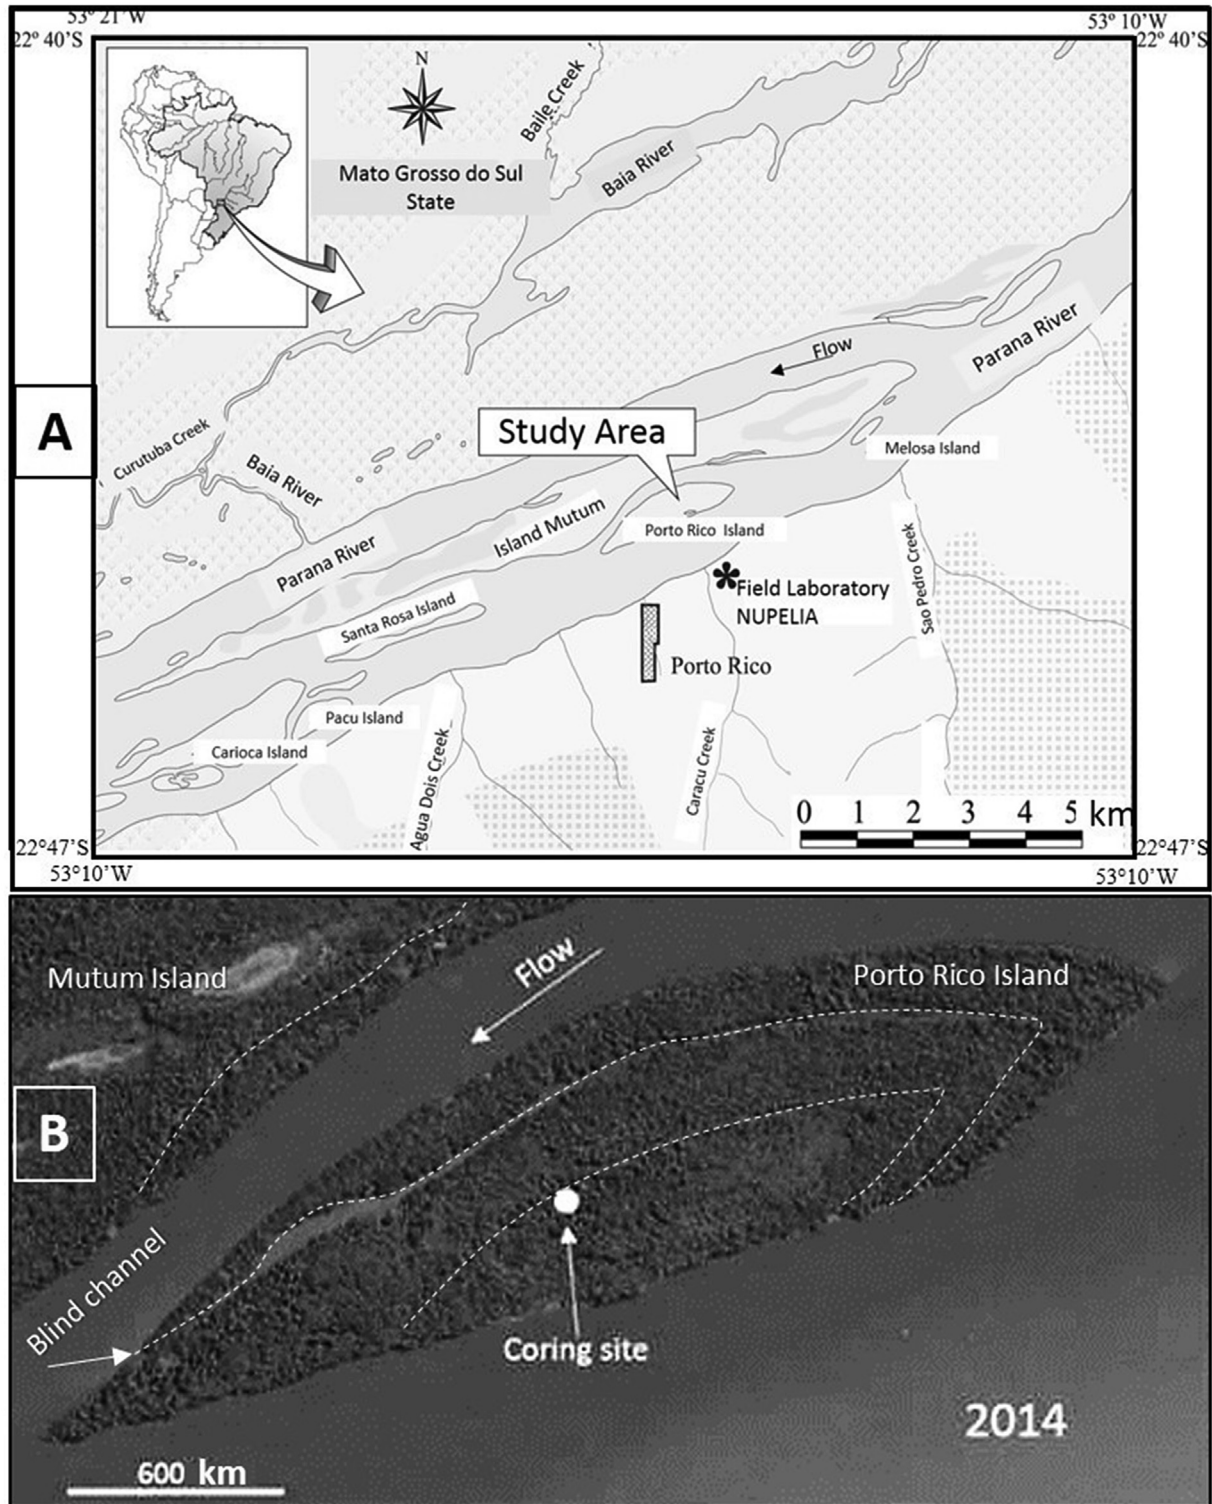 53° 21'W
53° 10'W
22° 40'S
22° 40'S
N
Mato Grosso do Sul
State
Baile Creek
Baia River
Flow
Parana River
A
Study Area
Curutuba Creek
Baia River
Melosa Island
Parana River
Island Mutum
Porto Rico Island
Santa Rosa Island
Field Laboratory
NUPELIA
Sao Pedro Creek
Porto Rico
Pacu Island
Carioca Island
Agua Dois Creek
Caracu Creek
0 1 2 3 4 5 km
22°47'S
22°47'S
53°10'W
53°10'W
Mutum Island
Flow
Porto Rico Island
B
Blind channel
Coring site
2014
600 km